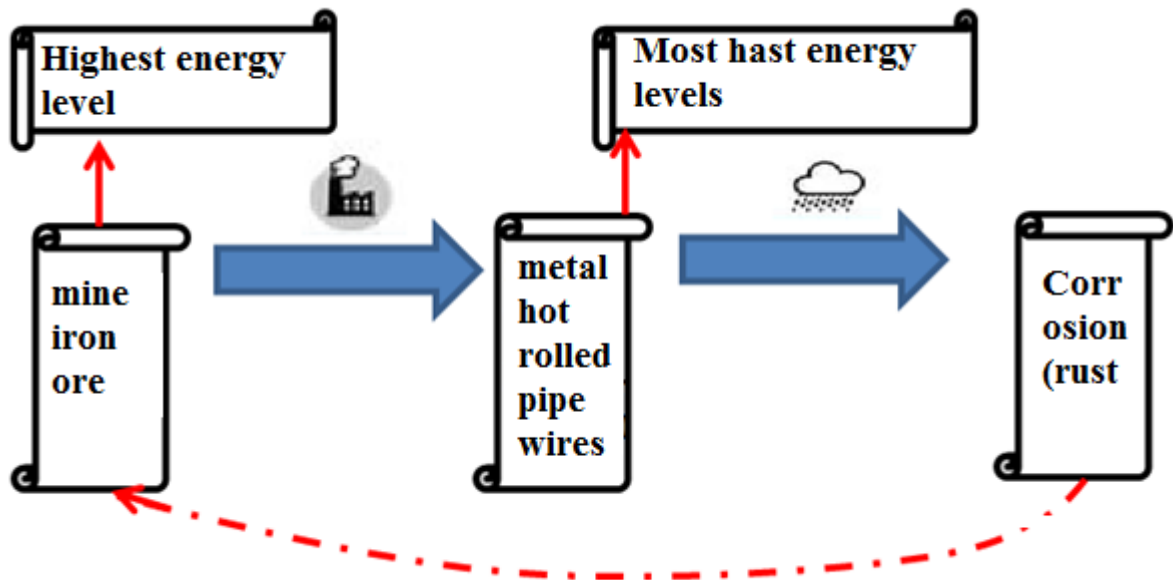 Highest energy
level
Most hast energy
levels
mine
iron
ore
metal
hot
rolled
pipe
wires
Corr
osion
(rust